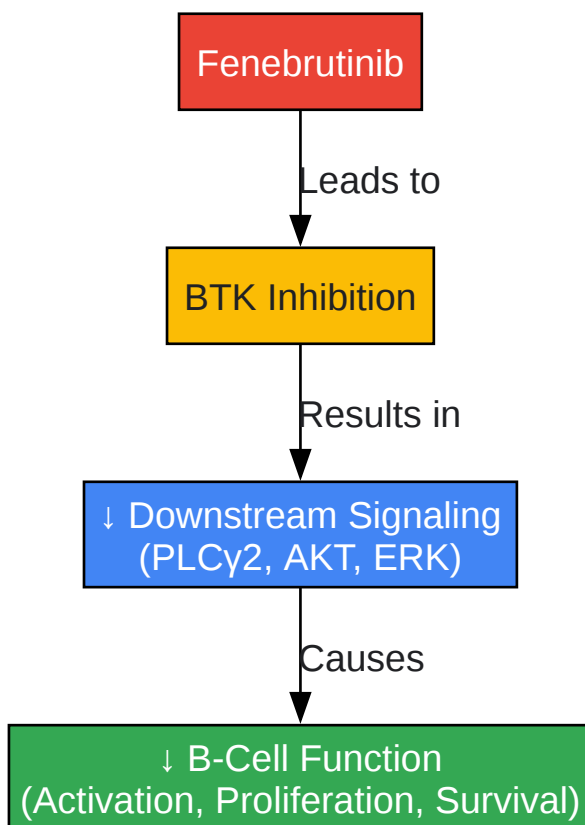 Fenebrutinib
Leads to
BTK Inhibition
Results in
↓ Downstream Signaling
(PLCγ2, AKT, ERK)
Causes
↓ B-Cell Function
(Activation, Proliferation, Survival)